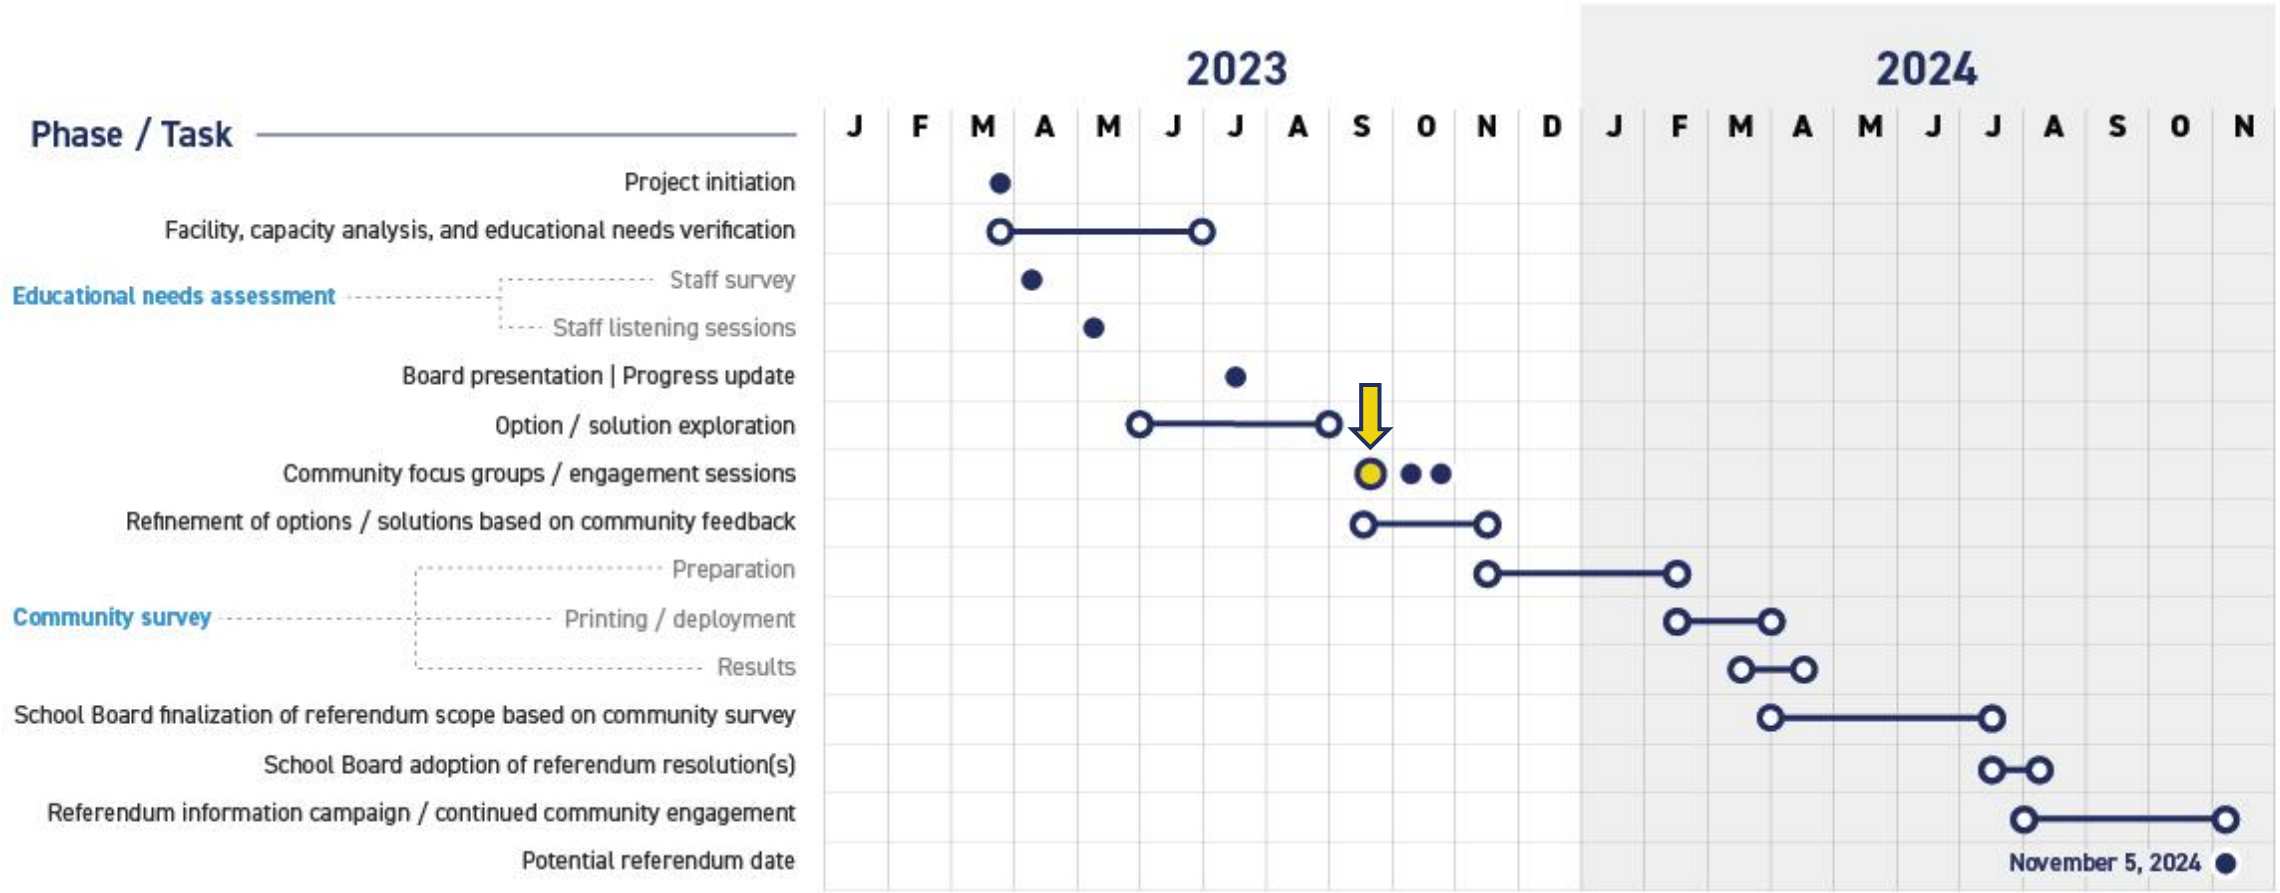 2023 2024
Phase / Task J F M A M J J A S O N D J F M A M J J A S O N
Project initiation
Facility, capacity analysis, and educational needs verification
Educational needs assessment
Staff survey
Staff listening sessions
Board presentation | Progress update
Option / solution exploration
Community focus groups / engagement sessions
Refinement of options / solutions based on community feedback
Community survey
Preparation
Printing / deployment
Results
School Board finalization of referendum scope based on community survey
School Board adoption of referendum resolution(s)
Referendum information campaign / continued community engagement
Potential referendum date November 5, 2024